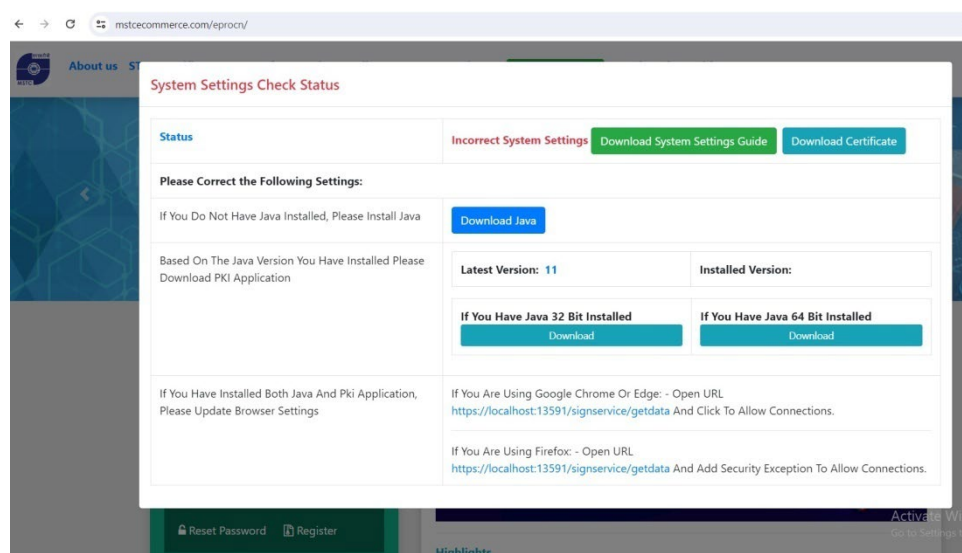 mstcecommerce.com/eprocn/
About us
System Settings Check Status
Status
Incorrect System Settings
Download System Settings Guide
Download Certificate
Please Correct the Following Settings:
If You Do Not Have Java Installed, Please Install Java
Download Java
Based On The Java Version You Have Installed Please
Download PKI Application
Latest Version: 11
Installed Version:
If You Have Java 32 Bit Installed
Download
If You Have Java 64 Bit Installed
Download
If You Have Installed Both Java And Pki Application,
Please Update Browser Settings
If You Are Using Google Chrome Or Edge: - Open URL
https://localhost:13591/signservice/getdata And Click To Allow Connections.
If You Are Using Firefox: - Open URL
https://localhost:13591/signservice/getdata And Add Security Exception To Allow Connections.
Reset Password
Register
Highlights
Activate
Go to Settings